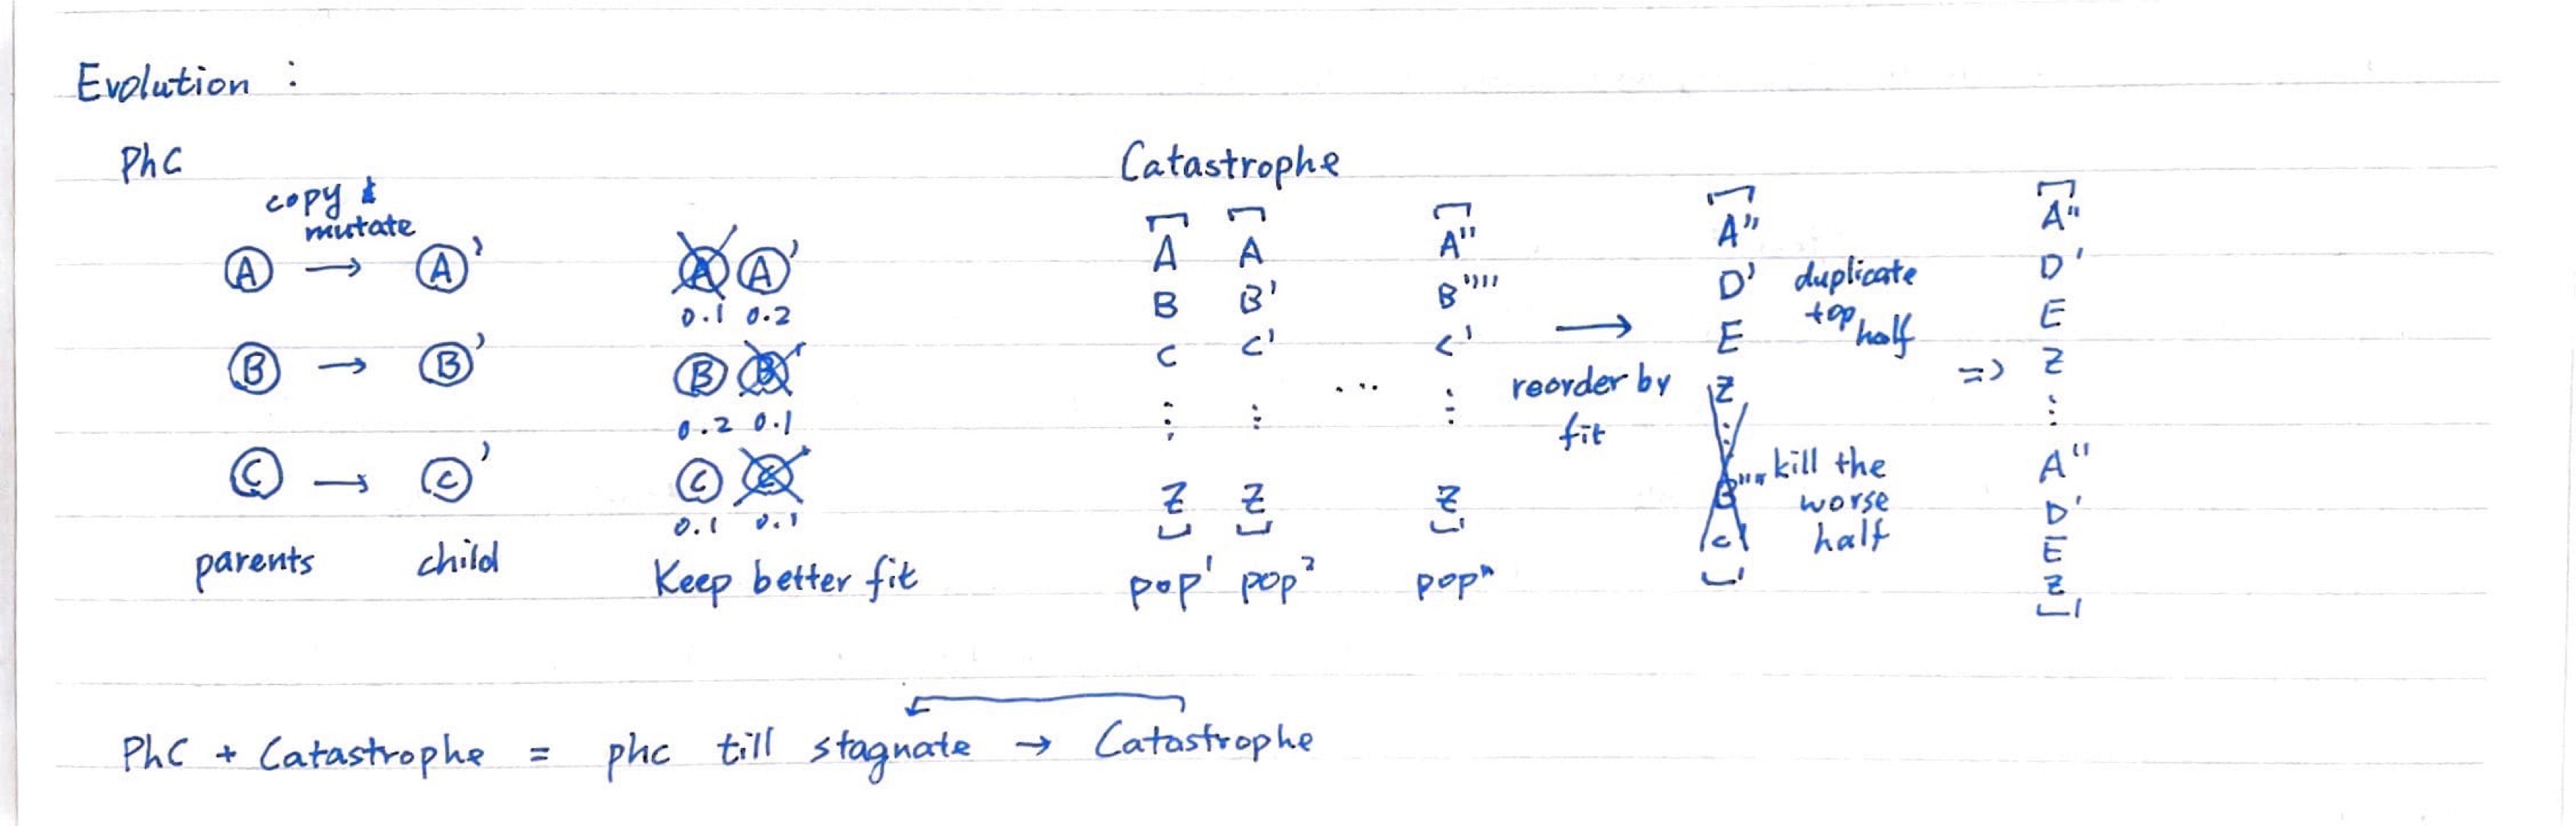 Evolution :
PhC
copy &
mutate
A → A'
B → B'
C → C'
parents child
A A'
0.1 0.2
B B'
0.2 0.1
C C'
0.1 0.1
Keep better fit
Catastrophe
A A A"
B B' B''''
C C' C'
⋮ ⋮ ... ⋮
Z Z Z
pop¹ pop² popⁿ
→
reorder by
fit
A"
D'
E
Z
⋮
B''''
C'
duplicate
top half
kill the
worse
half
=>
A"
D'
E
Z
⋮
A"
D'
E
Z
PhC + Catastrophe = phc till stagnate → Catastrophe